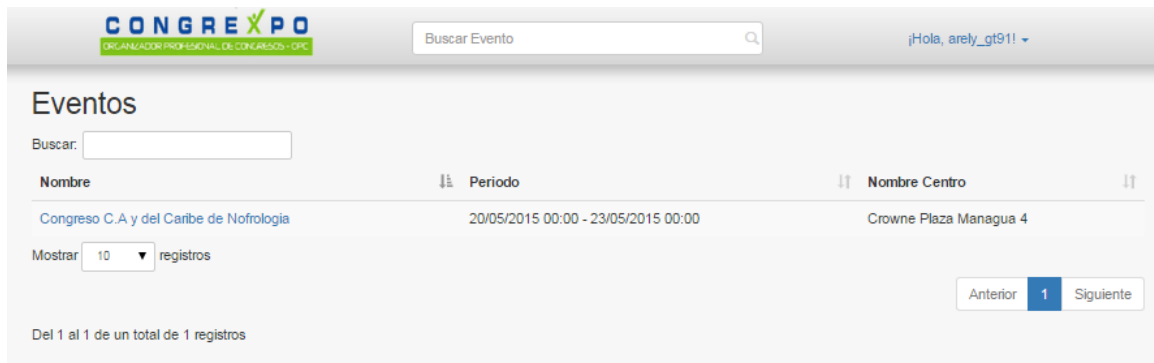 CONGREXPO
ORGANIZADOR PROFESIONAL DE CONGRESOS - OPC
Buscar Evento
¡Hola, arely_gt91!
Eventos
Buscar:
Nombre Periodo Nombre Centro
Congreso C.A y del Caribe de Nofrologia 20/05/2015 00:00 - 23/05/2015 00:00 Crowne Plaza Managua 4
Mostrar 10 registros
Anterior 1 Siguiente
Del 1 al 1 de un total de 1 registros